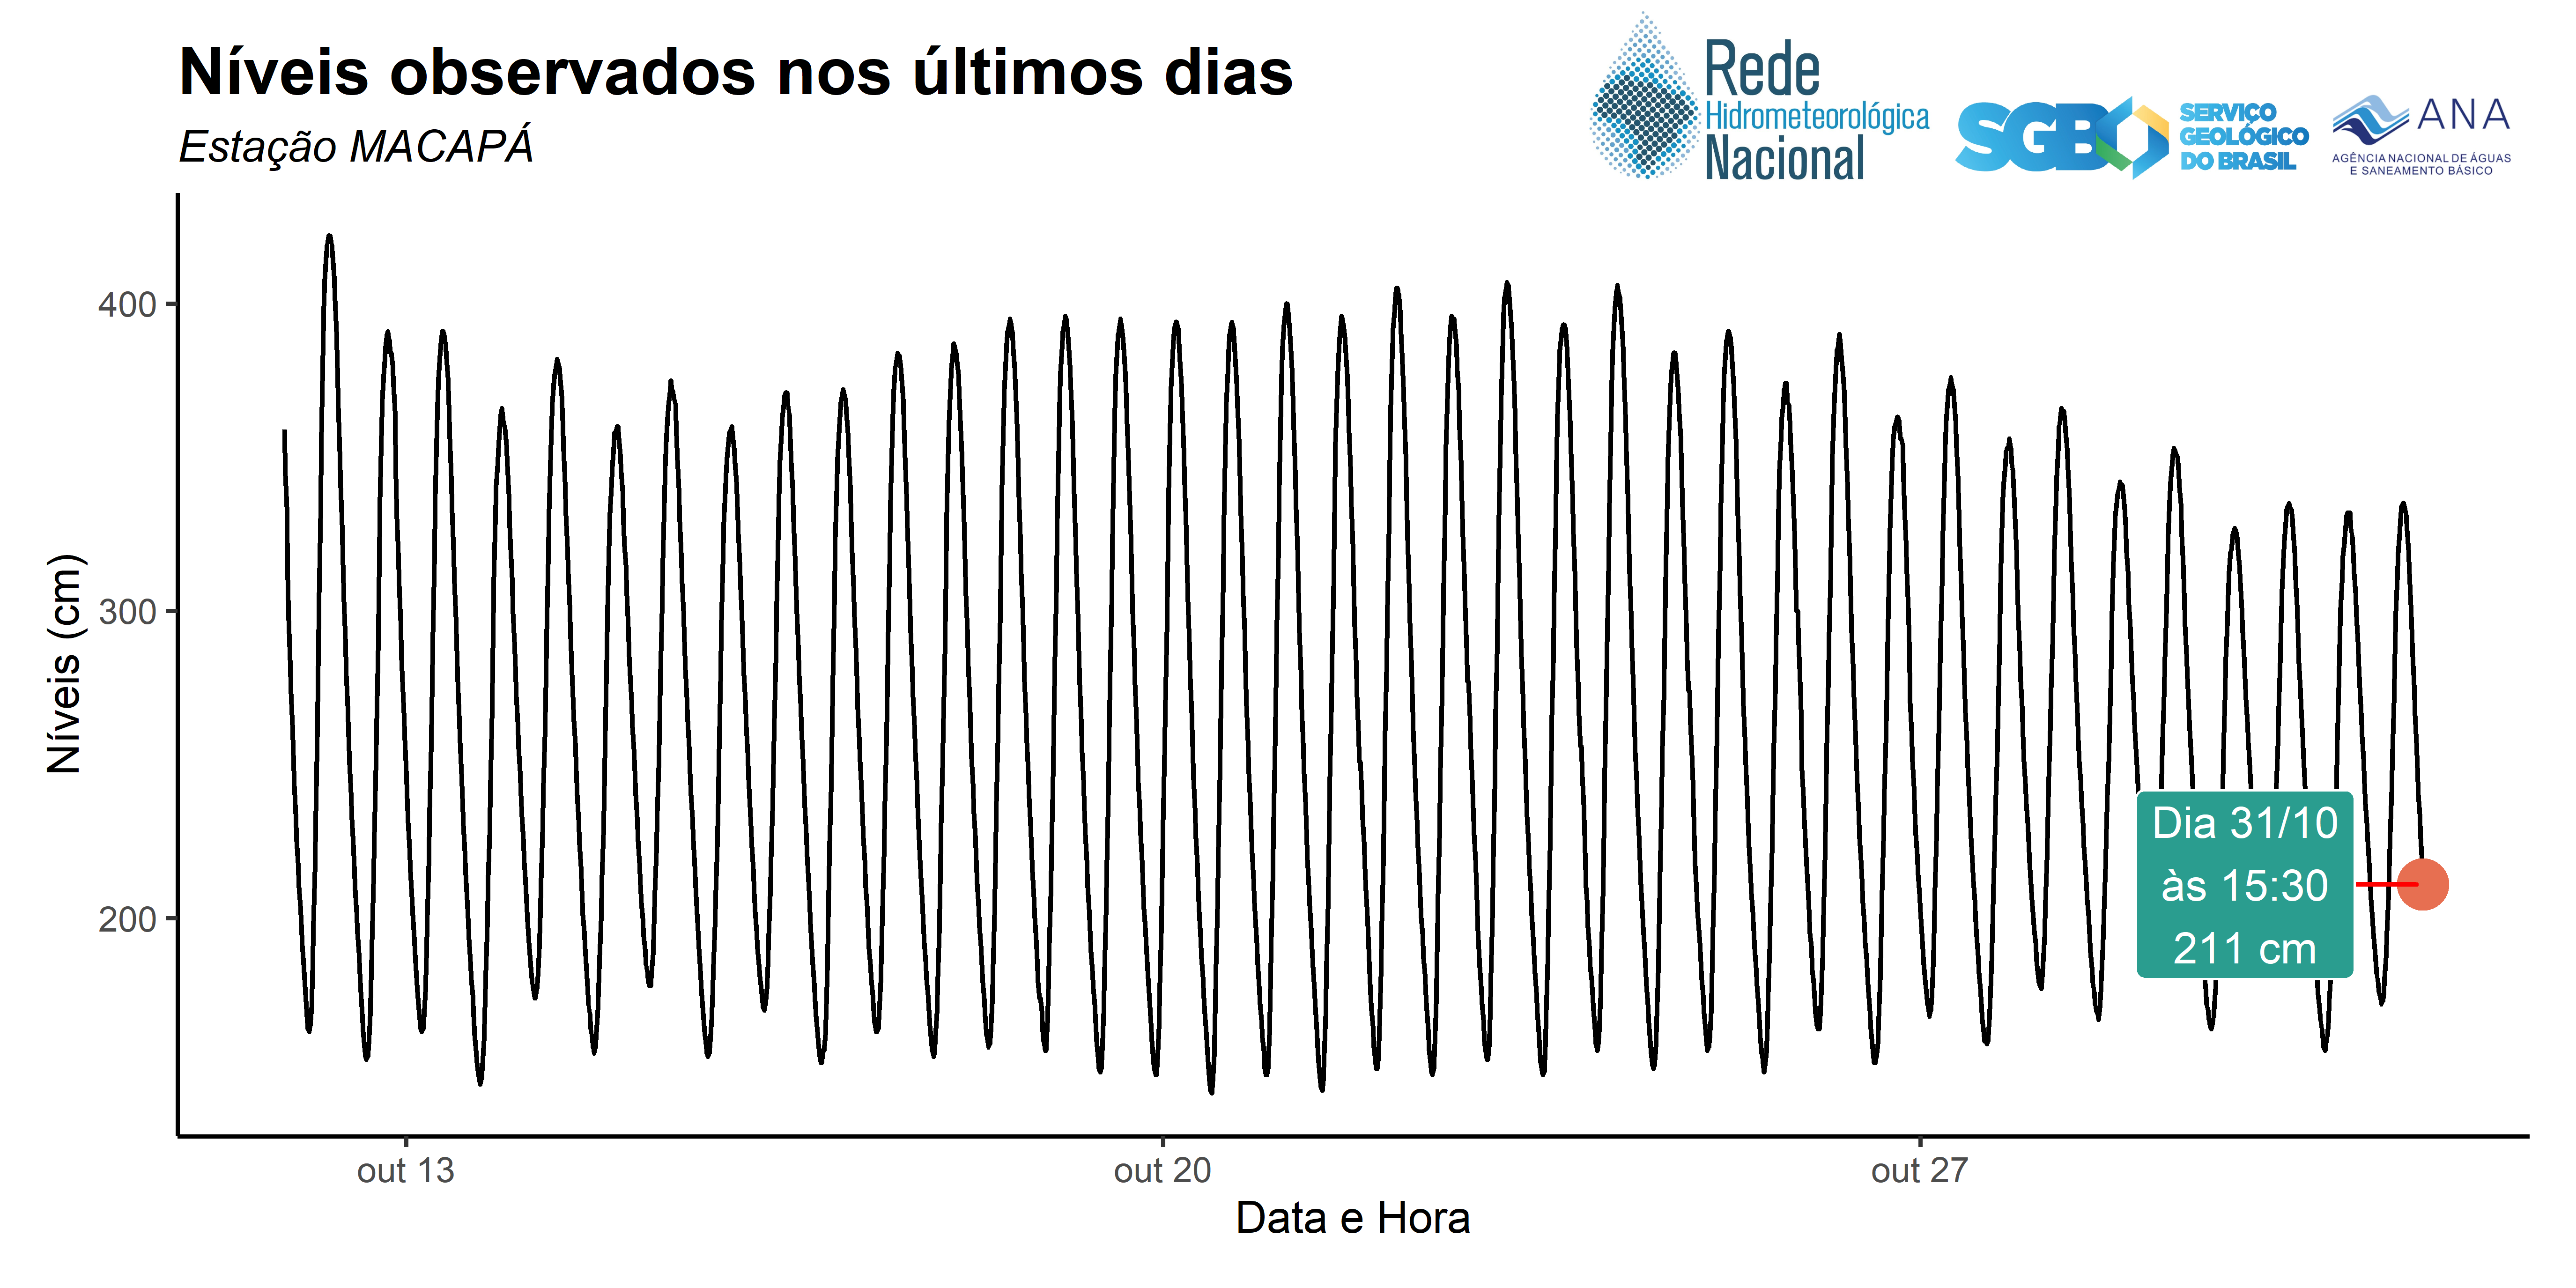 Níveis observados nos últimos dias
Estação MACAPÁ
Rede
Hidrometeorológica
Nacional
SGB
SERVIÇO
GEOLÓGICO
DO BRASIL
ANA
AGÊNCIA NACIONAL DE ÁGUAS
E SANEAMENTO BÁSICO
Níveis (cm)
400
300
200
Dia 31/10
às 15:30
211 cm
out 13
out 20
out 27
Data e Hora